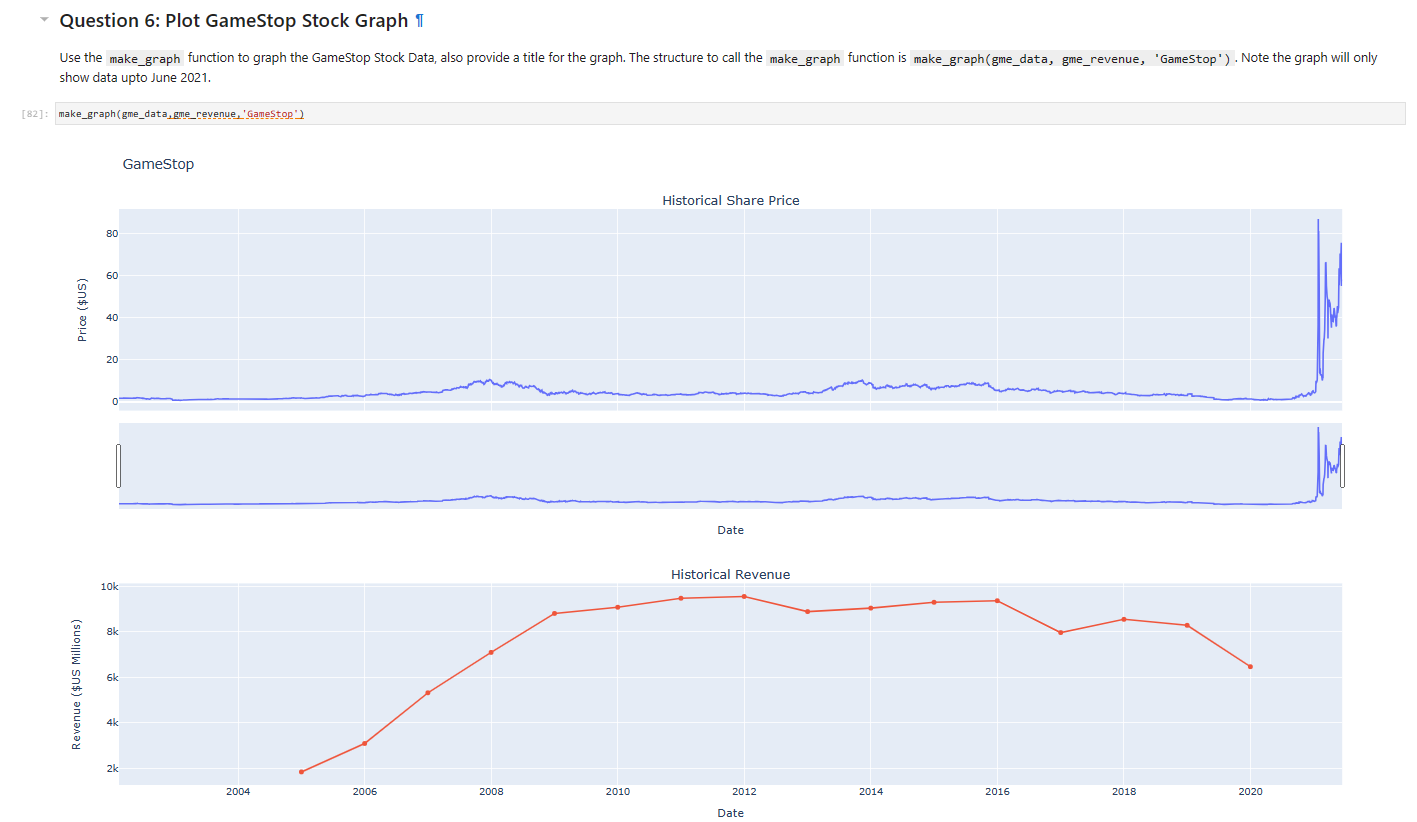 Question 6: Plot GameStop Stock Graph ¶
Use the make_graph function to graph the GameStop Stock Data, also provide a title for the graph. The structure to call the make_graph function is make_graph(gme_data, gme_revenue, 'GameStop'). Note the graph will only
show data upto June 2021.
[82]: make_graph(gme_data,gme_revenue,'GameStop')
GameStop
Historical Share Price
80
60
40
20
0
Price ($US)
Date
Historical Revenue
10k
8k
6k
4k
2k
Revenue ($US Millions)
2004 2006 2008 2010 2012 2014 2016 2018 2020
Date